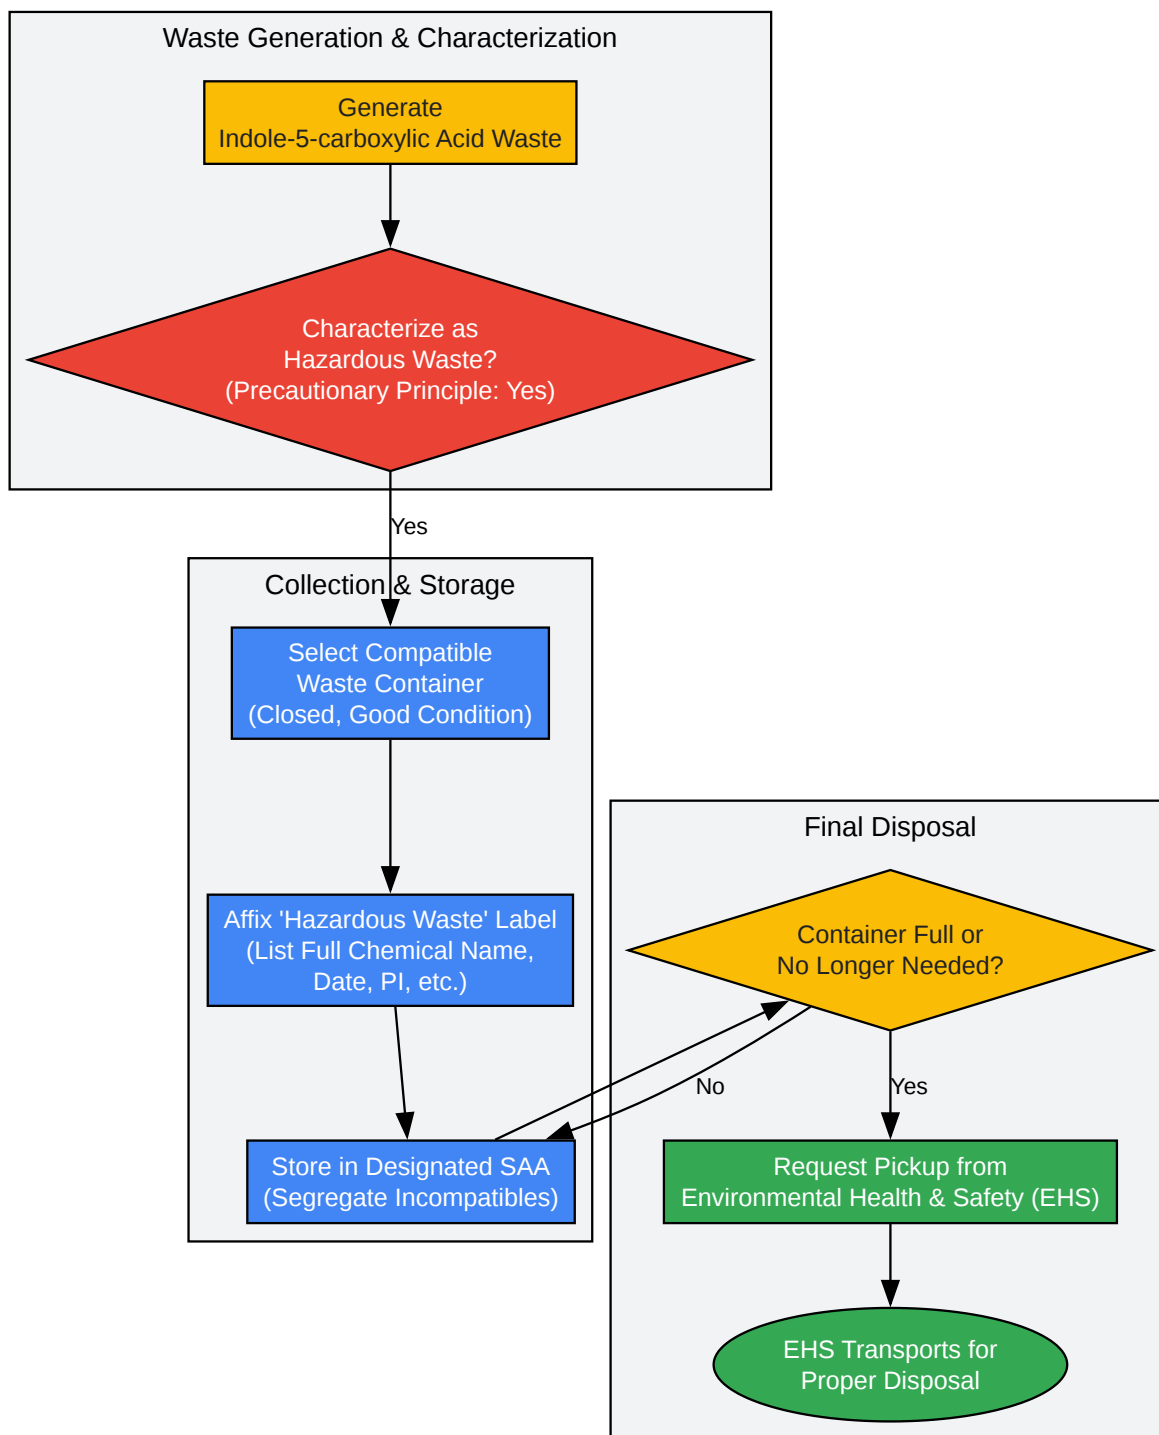 Waste Generation & Characterization
Generate
Indole-5-carboxylic Acid Waste
Characterize as
Hazardous Waste?
(Precautionary Principle: Yes)
Yes
Collection & Storage
Select Compatible
Waste Container
(Closed, Good Condition)
Affix 'Hazardous Waste' Label
(List Full Chemical Name,
Date, PI, etc.)
Store in Designated SAA
(Segregate Incompatibles)
Final Disposal
Container Full or
No Longer Needed?
No
Yes
Request Pickup from
Environmental Health & Safety (EHS)
EHS Transports for
Proper Disposal